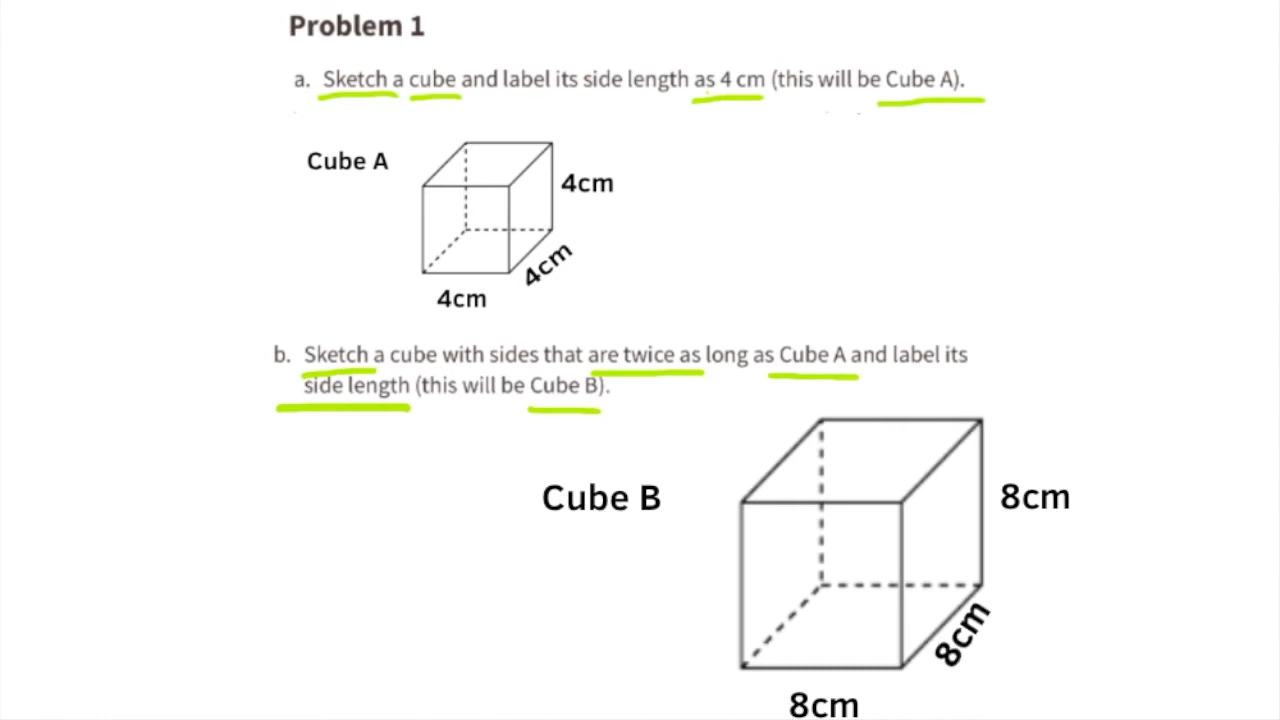 Problem 1
a. Sketch a cube and label its side length as 4 cm (this will be Cube A).
Cube A
4cm
4cm
4cm
b. Sketch a cube with sides that are twice as long as Cube A and label its
side length (this will be Cube B).
Cube B
8cm
8cm
8cm